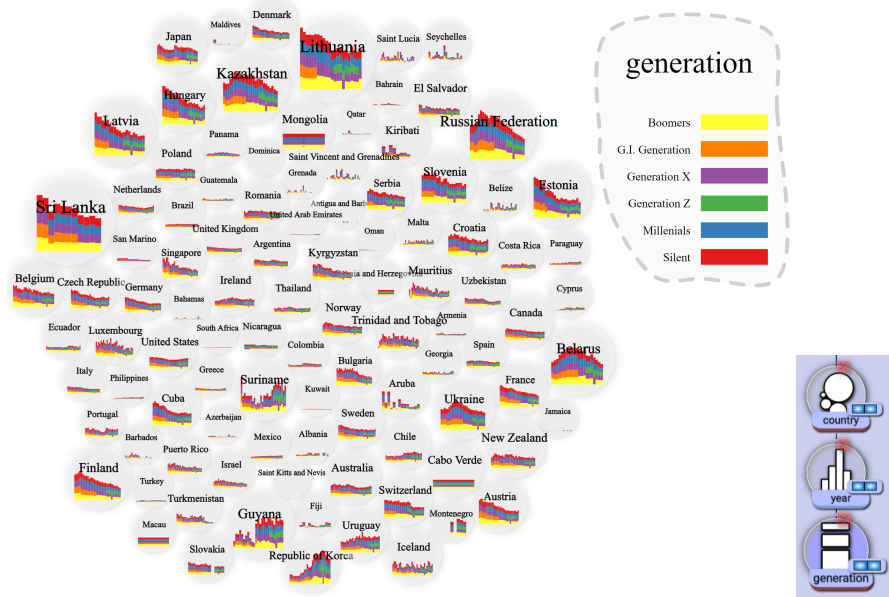 Denmark
Maldives
Japan
Lithuania
Saint Lucia
Seychelles
Kazakhstan
Bahrain
El Salvador
Hungary
Latvia
Mongolia
Qatar
Kiribati
Russian Federation
Panama
Dominica
Poland
Saint Vincent and Grenadines
Guatemala
Grenada
Slovenia
Serbia
Belize
Estonia
Netherlands
Brazil
Romania
Antigua and Barb
Sri Lanka
United Arab Emirates
Malta
Oman
San Marino
United Kingdom
Argentina
Croatia
Costa Rica
Paraguay
Singapore
Kyrgyzstan
and Herzegovina
Mauritius
Belgium
Czech Republic
Germany
Ireland
Thailand
Uzbekistan
Cyprus
Bahamas
Norway
Trinidad and Tobago
Armenia
Canada
Ecuador
Luxembourg
South Africa
Nicaragua
United States
Colombia
Georgia
Spain
Belarus
Italy
Philippines
Greece
Suriname
Bulgaria
Kuwait
Aruba
France
Cuba
Ukraine
Portugal
Azerbaijan
Sweden
Jamaica
Barbados
Puerto Rico
Mexico
Albania
Chile
New Zealand
Finland
Turkey
Israel
Saint Kitts and Nevis
Australia
Cabo Verde
Turkmenistan
Switzerland
Austria
Macau
Guyana
Fiji
Uruguay
Montenegro
Slovakia
Republic of Korea
Iceland
generation
Boomers
G.I. Generation
Generation X
Generation Z
Millenials
Silent
country
year
generation